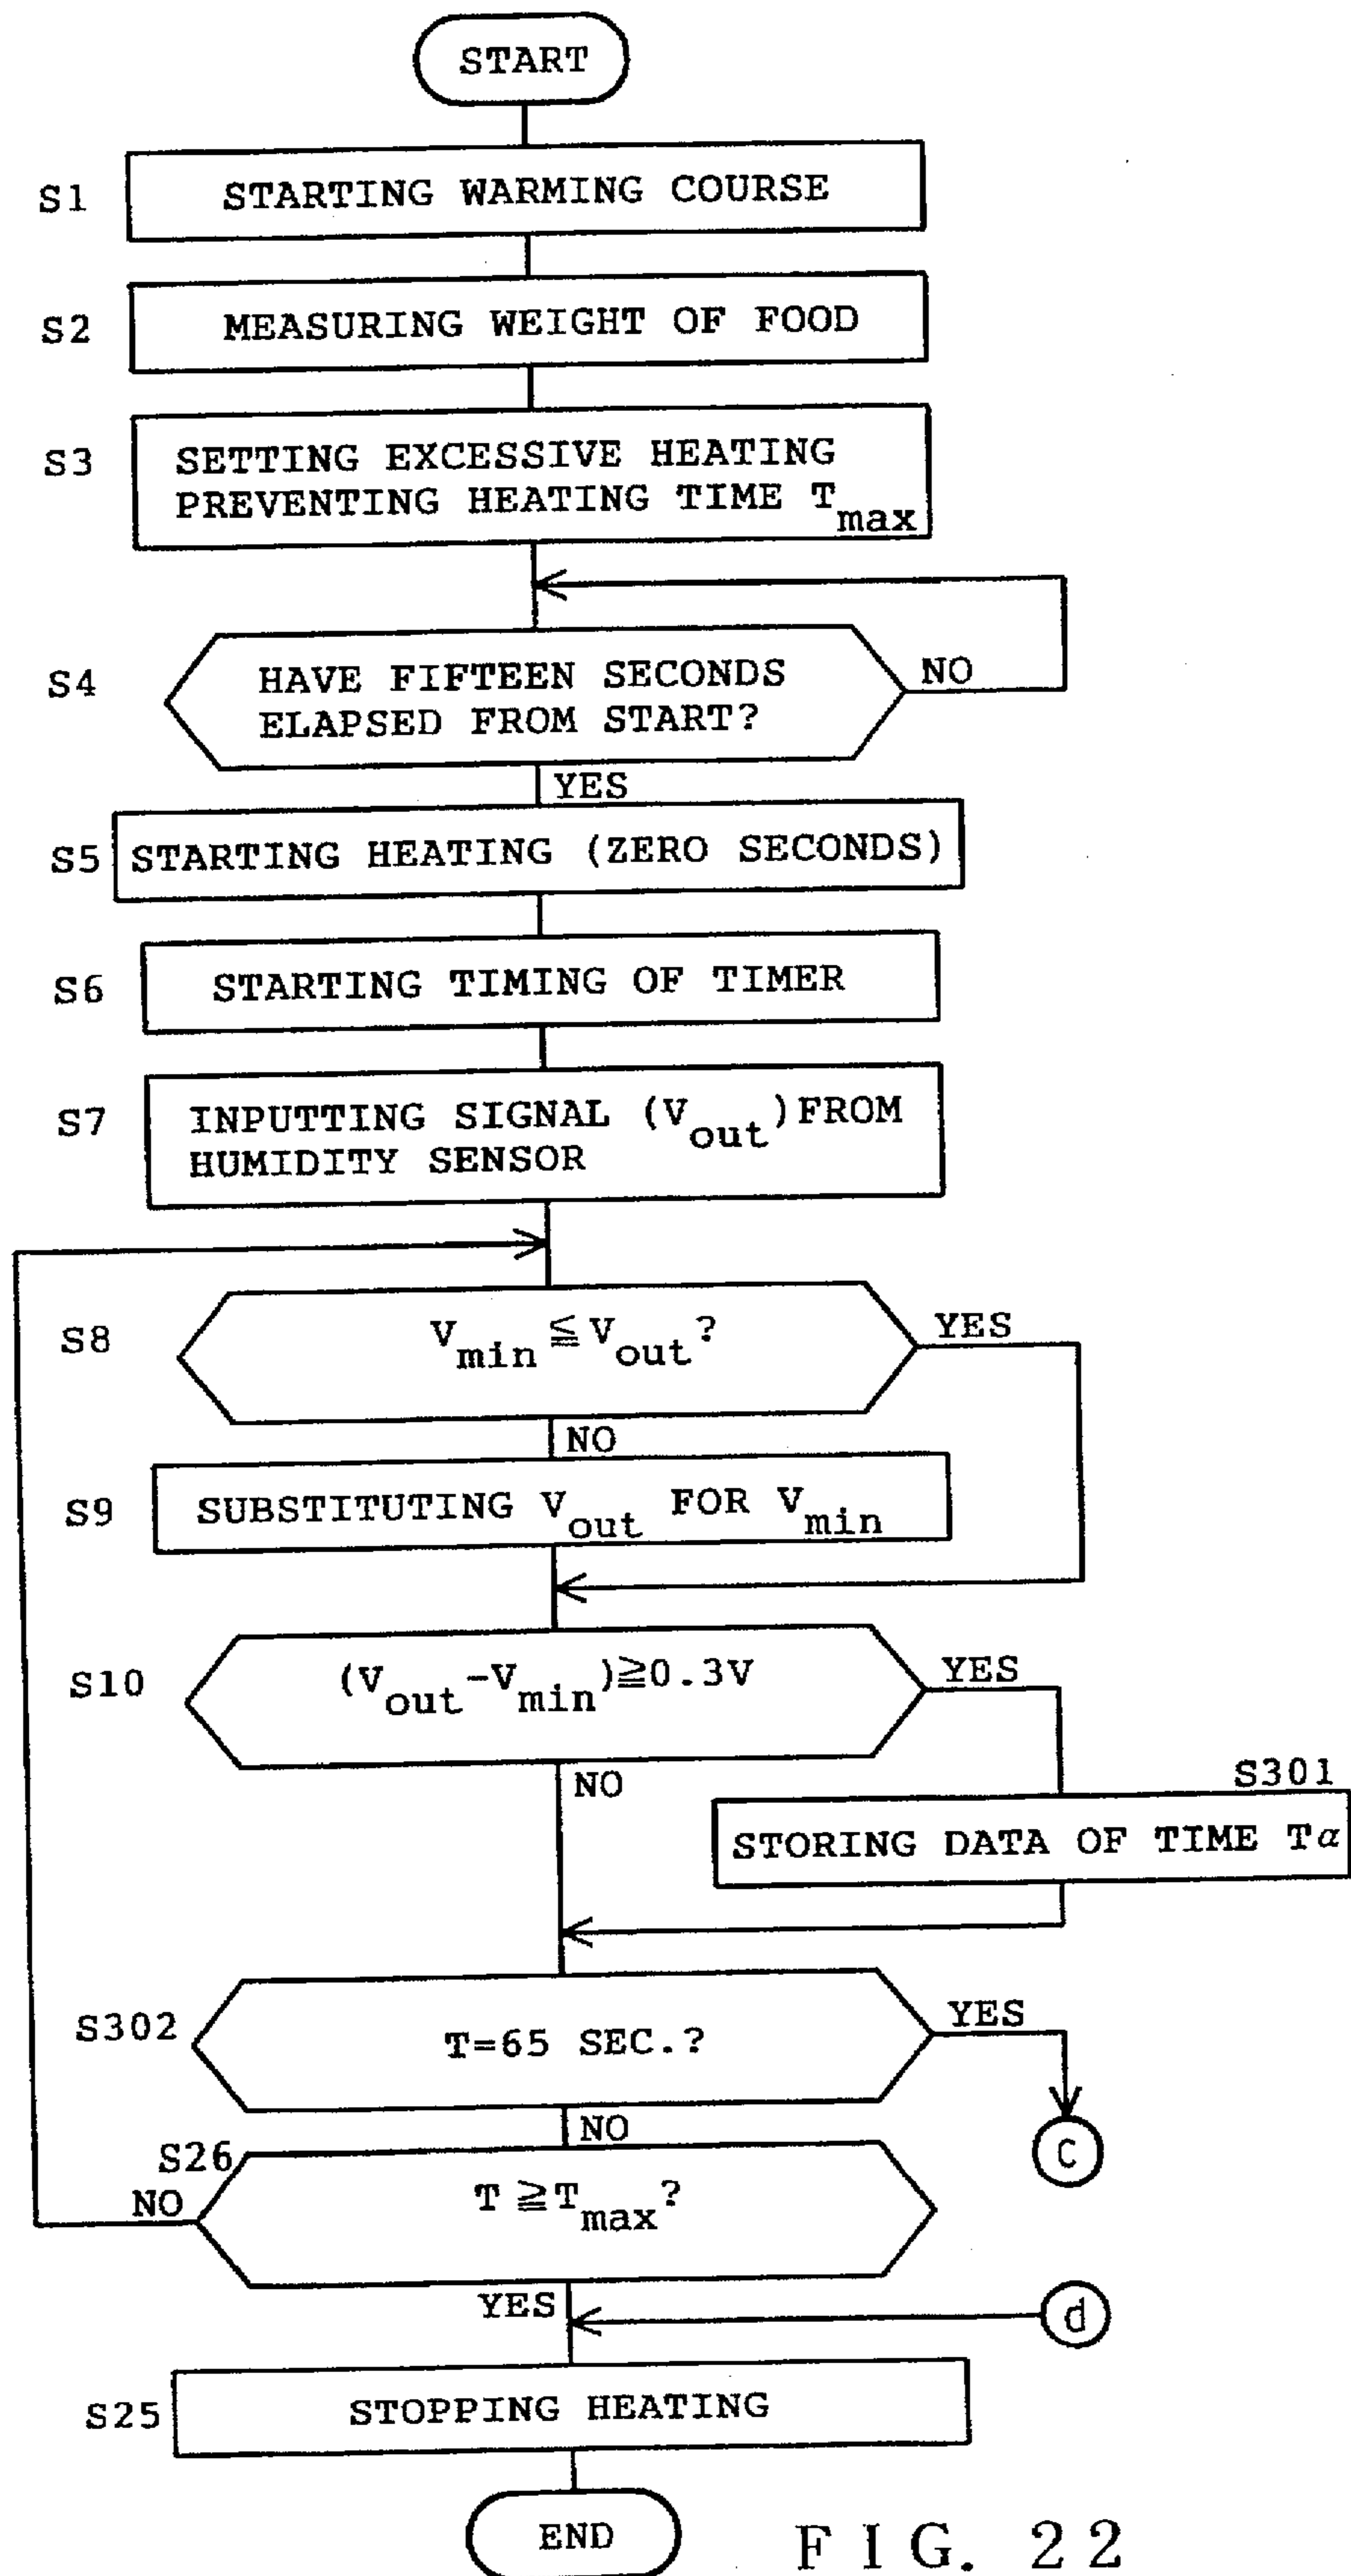 START
S1
STARTING WARMING COURSE
S2
MEASURING WEIGHT OF FOOD
S3
SETTING EXCESSIVE HEATING
PREVENTING HEATING TIME Tmax
S4
HAVE FIFTEEN SECONDS
ELAPSED FROM START?
NO
YES
S5
STARTING HEATING (ZERO SECONDS)
S6
STARTING TIMING OF TIMER
S7
INPUTTING SIGNAL (Vout) FROM
HUMIDITY SENSOR
S8
Vmin ≦ Vout?
YES
NO
S9
SUBSTITUTING Vout FOR Vmin
S10
(Vout-Vmin)≧0.3V
YES
NO
S301
STORING DATA OF TIME Tα
S302
T=65 SEC.?
YES
NO
C
S26
NO
T ≧ Tmax?
YES
d
S25
STOPPING HEATING
END
FIG. 22